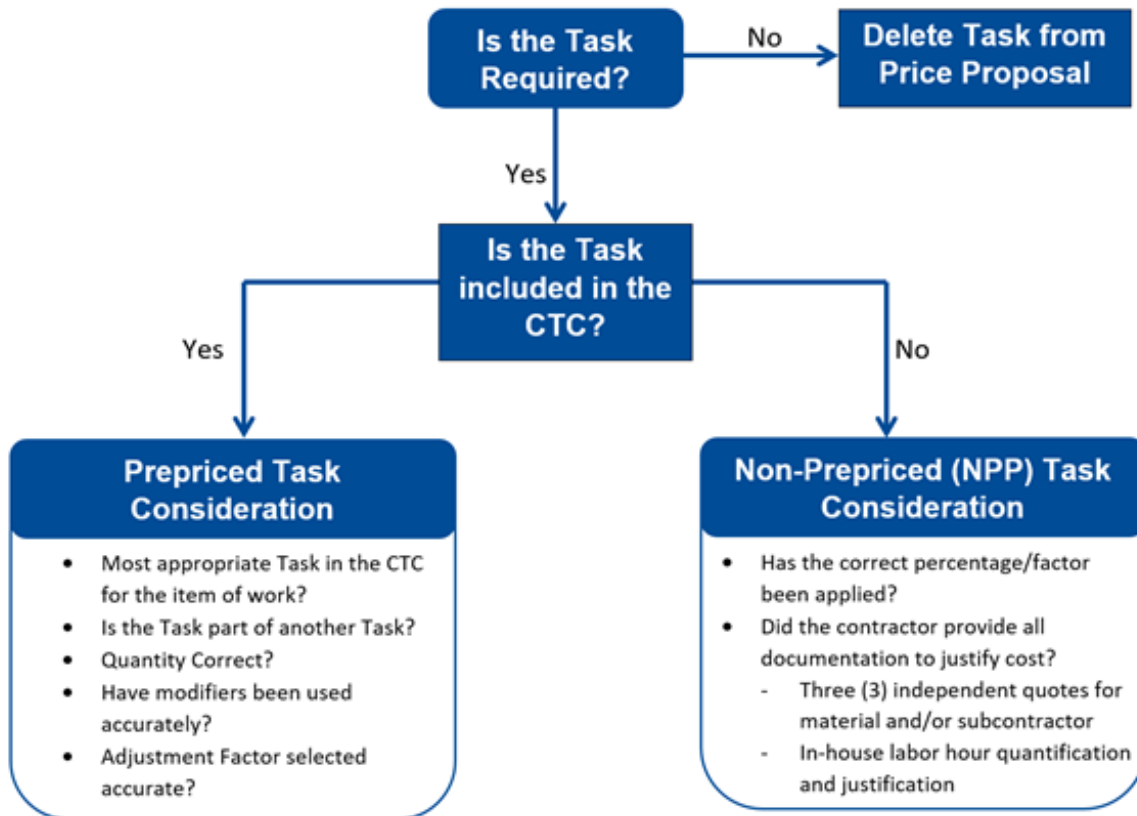 Is the Task
Required?
No
Delete Task from
Price Proposal
Yes
Is the Task
included in the
CTC?
Yes
No
Prepriced Task
Consideration
• Most appropriate Task in the CTC
for the item of work?
• Is the Task part of another Task?
• Quantity Correct?
• Have modifiers been used
accurately?
• Adjustment Factor selected
accurate?
Non-Prepriced (NPP) Task
Consideration
• Has the correct percentage/factor
been applied?
• Did the contractor provide all
documentation to justify cost?
- Three (3) independent quotes for
material and/or subcontractor
- In-house labor hour quantification
and justification